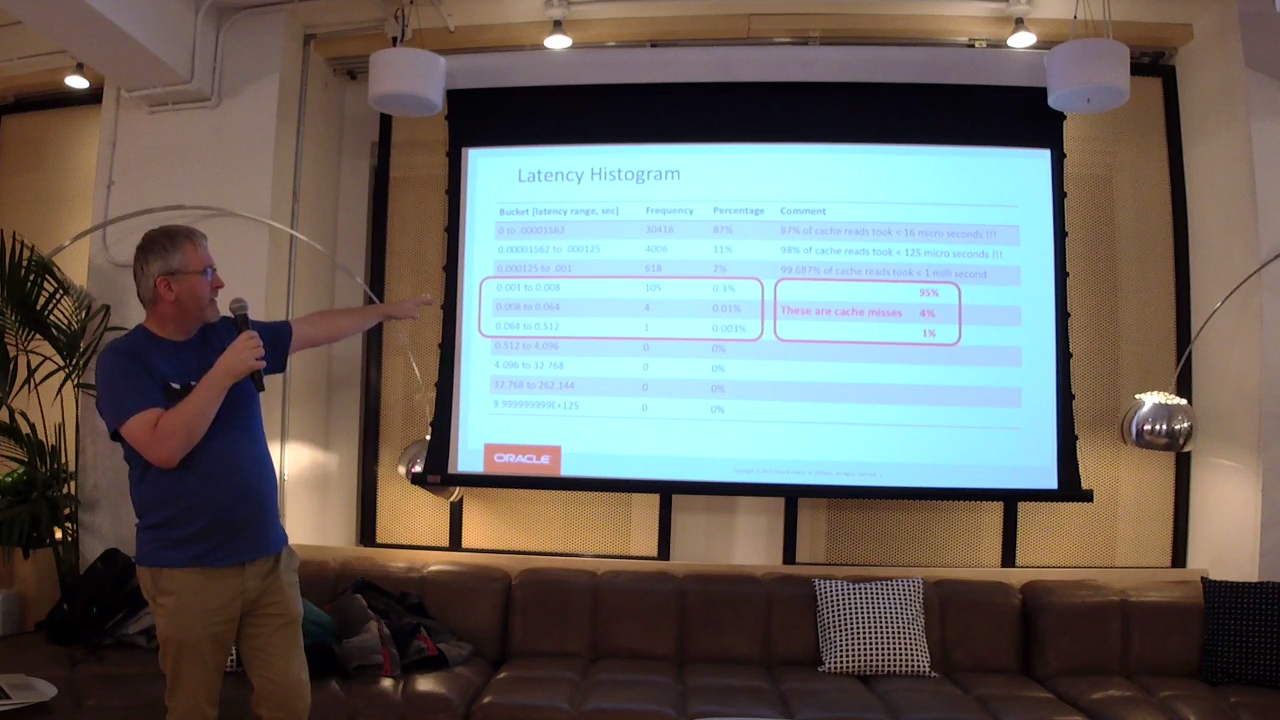 Latency Histogram
Bucket [latency range, sec] Frequency Percentage Comment
0 to .00001562 30416 87% 87% of cache reads took < 16 micro seconds !!!
0.00001562 to .000125 4006 11% 98% of cache reads took < 125 micro seconds !!!
0.000125 to .001 618 2% 99.687% of cache reads took < 1 milli second
0.001 to 0.008 105 0.3% 95%
0.008 to 0.064 4 0.01% These are cache misses 4%
0.064 to 0.512 1 0.003% 1%
0.512 to 4.096 0 0%
4.096 to 32.768 0 0%
32.768 to 262.144 0 0%
9.999999999E+125 0 0%
ORACLE